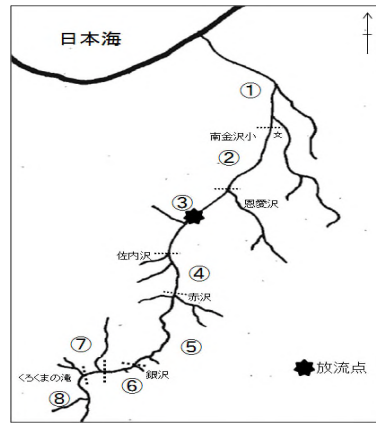 日本海
①
南金沢小
文
②
恩愛沢
③
佐内沢
④
赤沢
⑤
⑦
銀沢
くろくまの滝
⑥
放流点
⑧